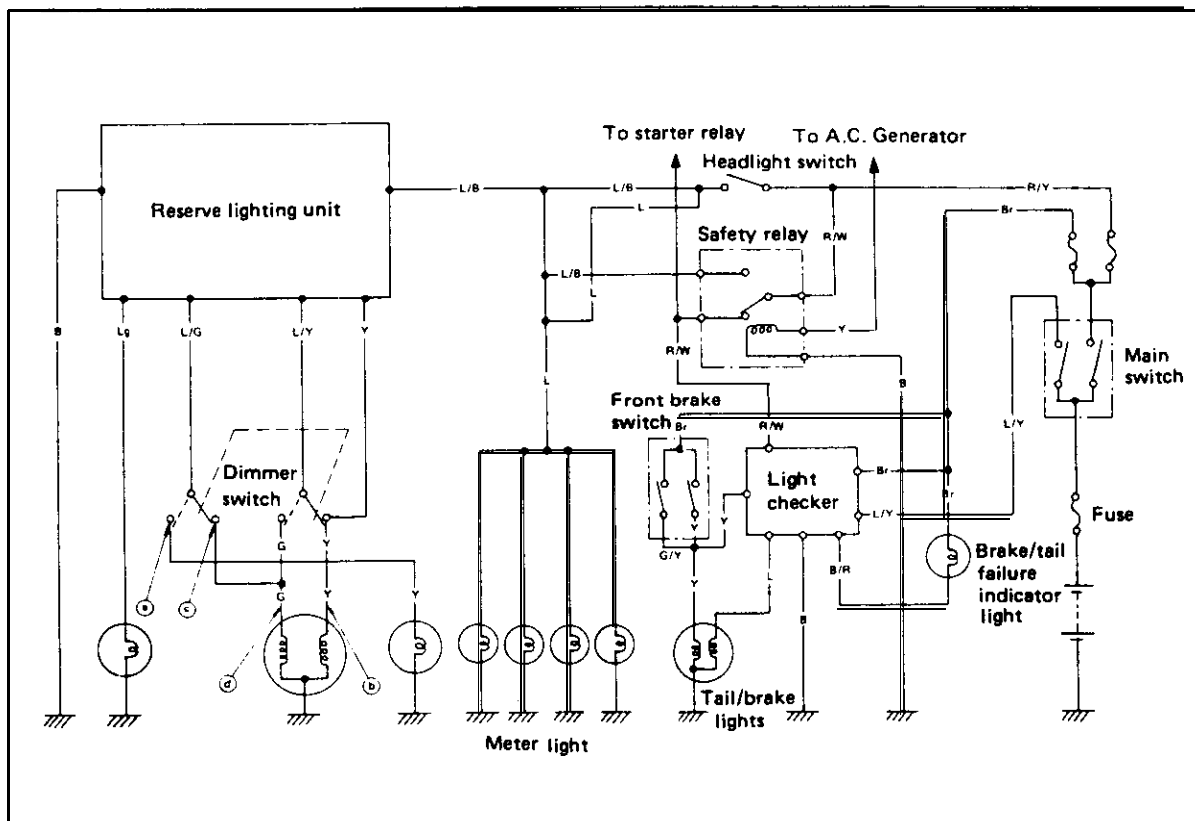 To starter relay
To A.C. Generator
Headlight switch
L/B
L/B
R/Y
Reserve lighting unit
L
Br
Safety relay
R/W
L/B
L
B
Lg
L/G
L/Y
Y
Y
R/W
L
B
Main
switch
L/Y
Front brake
switch
Br
R/W
Dimmer
switch
Light
checker
Br
Br
L/Y
Fuse
Y
Y
G
Y
G/Y
B/R
Brake/tail
failure
indicator
light
a
c
G
Y
L
B
Y
d
b
Tail/brake
lights
Meter light